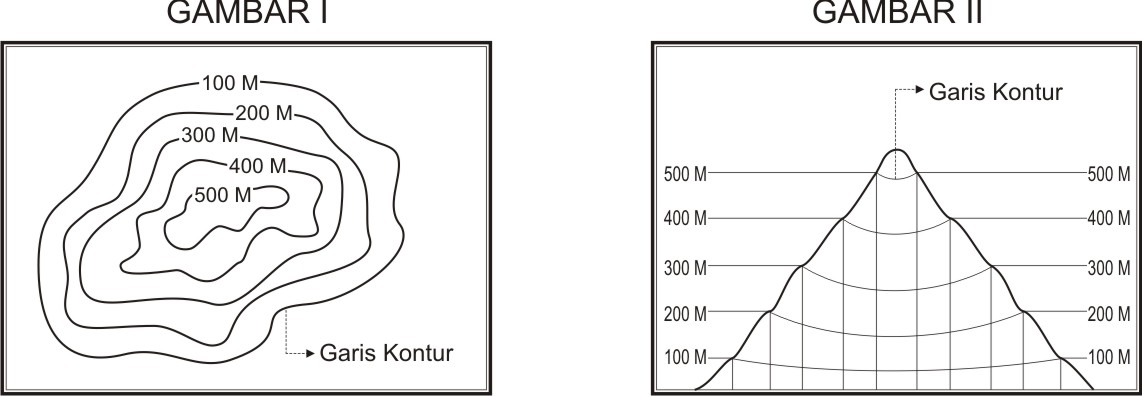 GAMBAR I
100 M
200 M
300 M
400 M
500 M
Garis Kontur
GAMBAR II
Garis Kontur
500 M 500 M
400 M 400 M
300 M 300 M
200 M 200 M
100 M 100 M